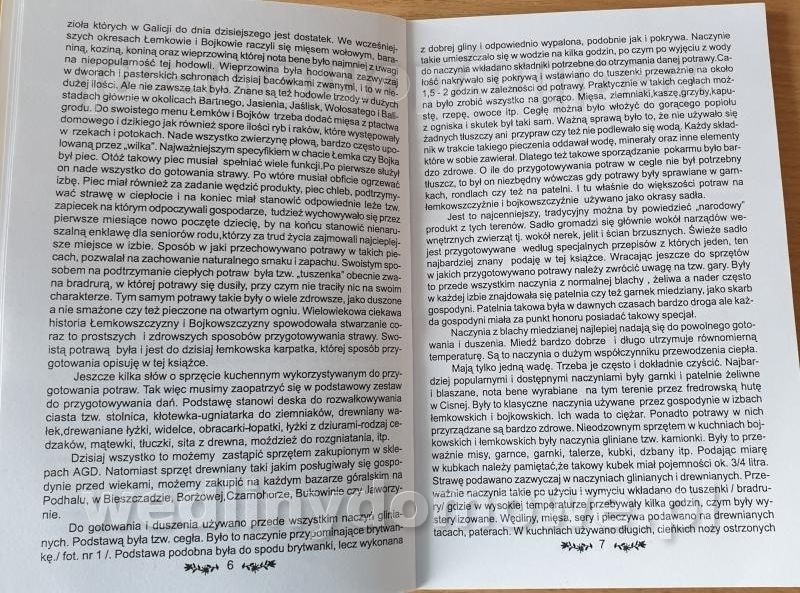 zioła których w Galicji do dnia dzisiejszego jest dostatek. We wcześniej-
szych okresach Łemkowie i Bojkowie raczyli się mięsem wołowym, bara-
niną, koziną, koniną oraz wieprzowiną której nota bene było najmniej z uwagi
na niepopularność tej hodowli. Wieprzowina była hodowana zazwyczaj
w dworach i pasterskich schronach dzisiaj bacówkami zwanymi, i to w nie-
dużej ilości. Ale nie zawsze tak było. Znane są też hodowle trzody w dużych
stadach głównie w okolicach Bartnego, Jasienia, Jaślisk, Wołosatego i Bali-
grodu. Do swoistego menu Łemków i Bojków trzeba dodać mięsa z ptactwa
domowego i dzikiego jak również spore ilości ryb i raków, które występowały
w rzekach i potokach. Nade wszystko zwierzynę płową, bardzo często upo-
lowaną przez „wilka". Najważniejszym specyfikiem w chacie Łemka czy Bojka
był piec. Otóż takowy piec musiał spełniać wiele funkcji.Po pierwsze służył
on nade wszystko do gotowania strawy. Po wtóre musiał obficie ogrzewać
izbę. Piec miał również za zadanie wędzić produkty, piec chleb, podtrzymy-
wać strawę w cieple i na koniec miał stanowić odpowiednie leże tzw.
zapiecek na którym odpoczywali gospodarze, tudzież wychowywało się przez
pierwsze miesiące nowo poczęte dziecię, by na końcu stanowić nienaru-
szalną enklawę dla seniorów rodu,którzy za trud życia zajmowali najcieplej-
sze miejsce w izbie. Sposób w jaki przechowywano potrawy w takich pie-
cach, pozwalał na zachowanie naturalnego smaku i zapachu. Swoistym spo-
sobem na podtrzymanie ciepłych potraw była tzw. „tuszenka" obecnie zwa-
na bradrurą, w której potrawy się dusiły, przy czym nie traciły nic na swoim
charakterze. Tym samym potrawy takie były o wiele zdrowsze, jako duszone
a nie smażone czy też pieczone na otwartym ogniu. Wielowiekowa ciekawa
historia Łemkowszczyzny i Bojkowszczyzny spowodowała stwarzanie co-
raz to prostszych i zdrowszych sposobów przygotowywania strawy. Swo-
istą potrawą była i jest do dzisiaj łemkowska karpatka, której sposób przy-
gotowania opisuję w tej książce.
Jeszcze kilka słów o sprzęcie kuchennym wykorzystywanym do przy-
gotowania potraw. Tak więc musimy zaopatrzyć się w podstawowy zestaw
do przygotowywania dań. Podstawę stanowi deska do rozwałkowywania
ciasta tzw. stolnica, kłotewka-ugniatarka do ziemniaków, drewniany wa-
łek,drewaniane łyżki, widelce, obracarki-łopatki, łyżki z dziurami-rodzaj ce-
dzaków, mątewki, tłuczki, sita z drewna, moździeż do rozgniatania, itp.
Dzisiaj wszystko to możemy zastąpić sprzętem zakupionym w skle-
pach AGD. Natomiast sprzęt drewniany taki jakim posługiwały się gospo-
dynie przed wiekami, możemy zakupić na każdym bazarze góralskim na
Podhalu, w Bieszczadzie, Borżowej,Czarnohorze, Bukowinie czy Jaworzy-
nie.
Do gotowania i duszenia używano przede wszystkim naczyń glinia-
nych. Podstawą była tzw. cegła. Było to naczynie przypominające brytwan-
kę./ fot. nr 1 /. Podstawa podobna była do spodu brytwanki, lecz wykonana
6
z dobrej gliny i odpowiednio wypalona, podobnie jak i pokrywa. Naczynie
takie umieszczało się w wodzie na kilka godzin, po czym po wyjęciu z wody
do naczynia wkładano składniki potrzebne do otrzymania danej potrawy.Ca-
łość nakrywało się pokrywą i wstawiano do tuszenki przeważnie na około
1,5 - 2 godzin w zależności od potrawy. Praktycznie w takich cegłach moż-
na było zrobić wszystko na gorąco. Mięsa, ziemniaki,kaszę,grzyby,kapu-
stę, rzepę, owoce itp. Cegłę można było włożyć do gorącego popiołu
z ogniska i skutek był taki sam. Ważną sprawą było to, że nie używało się
żadnych tłuszczy ani przypraw czy też nie podlewało się wodą. Każdy skład-
nik w trakcie takiego pieczenia oddawał wodę, minerały oraz inne elementy
które w sobie zawierał. Dlatego też takowe sporządzanie pokarmu było bar-
dzo zdrowe. O ile do przygotowywania potraw w cegle nie był potrzebny
tłuszcz, to był on niezbędny wówczas gdy potrawy były sprawiane w garn-
kach, rondlach czy też na patelni. I tu właśnie do większości potraw na
łemkowszczyźnie i bojkowszczyźnie używano jako okrasy sadła.
Jest to najcenniejszy, tradycyjny można by powiedzieć „narodowy"
produkt z tych terenów. Sadło gromadzi się głównie wokół narządów we-
wnętrznych zwierząt tj. wokół nerek, jelit i ścian brzusznych. Świeże sadło
jest przygotowywane według specjalnych przepisów z których jeden, ten
najbardziej znany podaję w tej książce. Wracając jeszcze do sprzętów
w jakich przygotowywano potrawy należy zwrócić uwagę na tzw. gary. Były
to przede wszystkim naczynia z normalnej blachy , żeliwa a nader często
w każdej izbie znajdowała się patelnia czy też garnek miedziany, jako skarb
gospodyni. Patelnia takowa była w dawnych czasach bardzo droga ale każ-
da gospodyni miała za punkt honoru posiadać takowy specjał.
Naczynia z blachy miedzianej najlepiej nadają się do powolnego goto-
wania i duszenia. Miedź bardzo dobrze i długo utrzymuje równomierną
temperaturę. Są to naczynia o dużym współczynniku przewodzenia ciepła.
Mają tylko jedną wadę. Trzeba je często i dokładnie czyścić. Najbar-
dziej popularnymi i dostępnymi naczyniami były garnki i patelnie żeliwne
i blaszane, nota bene wyrabiane na tym terenie przez fredrowską hutę
w Cisnej. Były to klasyczne naczynia używane przez gospodynie w izbach
łemkowskich i bojkowskich. Ich wada to ciężar. Ponadto potrawy w nich
przyrządzane są bardzo zdrowe. Nieodzownym sprzętem w kuchniach boj-
kowskich i łemkowskich były naczynia gliniane tzw. kamionki. Były to prze-
ważnie misy, garnce, garnki, talerze, kubki, dzbany itp. Podając miarę
w kubkach należy pamiętać,że takowy kubek miał pojemności ok. 3/4 litra.
Strawę podawano zazwyczaj w naczyniach glinianych i drewnianych. Prze-
ważnie naczynia takie po użyciu i wymyciu wkładano do tuszenki / bradru-
ry/ gdzie w wysokiej temperaturze przebywały kilka godzin, aby były wy-
sterylizowane. Wędliny, mięsa, sery i pieczywa podawano na drewnianych
tacach, paterach. W kuchniach używano długich, cieńkich noży ostrzonych
7
wedlinydomowe.pl